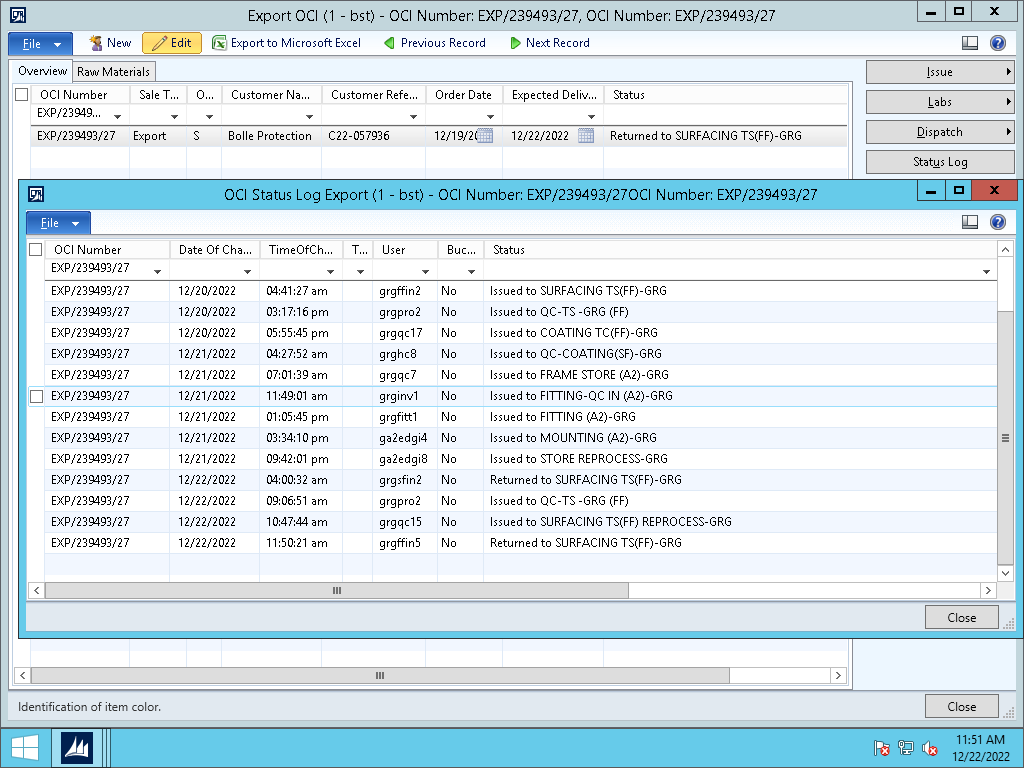 Export OCI (1 - bst) - OCI Number: EXP/239493/27, OCI Number: EXP/239493/27
File New Edit Export to Microsoft Excel Previous Record Next Record
Overview Raw Materials
OCI Number Sale T... O... Customer Na... Customer Refe... Order Date Expected Deliv... Status
EXP/23949...
EXP/239493/27 Export S Bolle Protection C22-057936 12/19/20 12/22/2022 Returned to SURFACING TS(FF)-GRG
Issue
Labs
Dispatch
Status Log
OCI Status Log Export (1 - bst) - OCI Number: EXP/239493/27OCI Number: EXP/239493/27
File
OCI Number Date Of Cha... TimeOfCh... T... User Buc... Status
EXP/239493/27
EXP/239493/27 12/20/2022 04:41:27 am grgffin2 No Issued to SURFACING TS(FF)-GRG
EXP/239493/27 12/20/2022 03:17:16 pm grgpro2 No Issued to QC-TS -GRG (FF)
EXP/239493/27 12/20/2022 05:55:45 pm grgqc17 No Issued to COATING TC(FF)-GRG
EXP/239493/27 12/21/2022 04:27:52 am grghc8 No Issued to QC-COATING(SF)-GRG
EXP/239493/27 12/21/2022 07:01:39 am grgqc7 No Issued to FRAME STORE (A2)-GRG
EXP/239493/27 12/21/2022 11:49:01 am grginv1 No Issued to FITTING-QC IN (A2)-GRG
EXP/239493/27 12/21/2022 01:05:45 pm grgfitt1 No Issued to FITTING (A2)-GRG
EXP/239493/27 12/21/2022 03:34:10 pm ga2edgi4 No Issued to MOUNTING (A2)-GRG
EXP/239493/27 12/21/2022 09:42:01 pm ga2edgi8 No Issued to STORE REPROCESS-GRG
EXP/239493/27 12/22/2022 04:00:32 am grgsfin2 No Returned to SURFACING TS(FF)-GRG
EXP/239493/27 12/22/2022 09:06:51 am grgpro2 No Issued to QC-TS -GRG (FF)
EXP/239493/27 12/22/2022 10:47:44 am grgqc15 No Issued to SURFACING TS(FF) REPROCESS-GRG
EXP/239493/27 12/22/2022 11:50:21 am grgffin5 No Returned to SURFACING TS(FF)-GRG
Close
Identification of item color.
Close
11:51 AM
12/22/2022